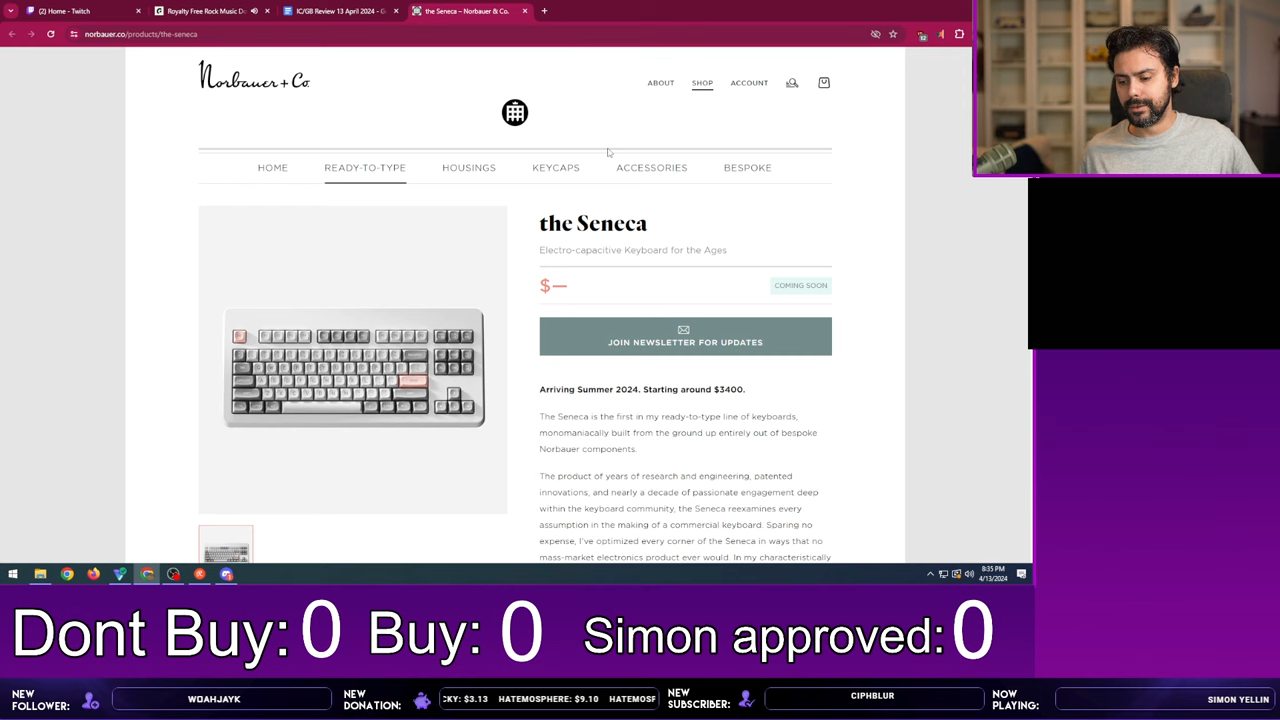 (2) Home - Twitch
Royalty Free Rock Music Do
IC/GB Review 13 April 2024 - G
the Seneca – Norbauer & Co.
norbauer.co/products/the-seneca
Norbauer + Co.
ABOUT
SHOP
ACCOUNT
HOME
READY-TO-TYPE
HOUSINGS
KEYCAPS
ACCESSORIES
BESPOKE
the Seneca
Electro-capacitive Keyboard for the Ages
$—
COMING SOON
JOIN NEWSLETTER FOR UPDATES
Arriving Summer 2024. Starting around $3400.
The Seneca is the first in my ready-to-type line of keyboards,
monomaniacally built from the ground up entirely out of bespoke
Norbauer components.
The product of years of research and engineering, patented
innovations, and nearly a decade of passionate engagement deep
within the keyboard community, the Seneca reexamines every
assumption in the making of a commercial keyboard. Sparing no
expense, I've optimized every corner of the Seneca in ways that no
mass-market electronics product ever would. In my characteristically
8:35 PM
4/13/2024
Dont Buy: 0 Buy: 0 Simon approved: 0
NEW
FOLLOWER:
WOAHJAYK
NEW
DONATION:
CKY: $3.13 HATEMOSPHERE: $9.10 HATEMOSP
NEW
SUBSCRIBER:
CIPHBLUR
NOW
PLAYING:
SIMON YELLIN